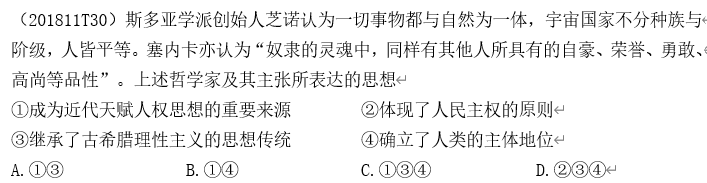 （201811T30）斯多亚学派创始人芝诺认为一切事物都与自然为一体，宇宙国家不分种族与
阶级，人皆平等。塞内卡亦认为“奴隶的灵魂中，同样有其他人所具有的自豪、荣誉、勇敢、
高尚等品性”。上述哲学家及其主张所表达的思想
①成为近代天赋人权思想的重要来源 ②体现了人民主权的原则
③继承了古希腊理性主义的思想传统 ④确立了人类的主体地位
A.①③ B.①④ C.①③④ D.②③④